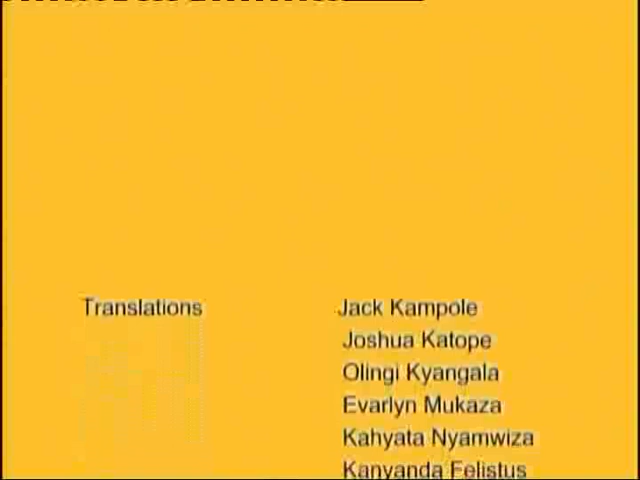 Translations Jack Kampole
Joshua Katope
Olingi Kyangala
Evarlyn Mukaza
Kahyata Nyamwiza
Kanyanda Felistus